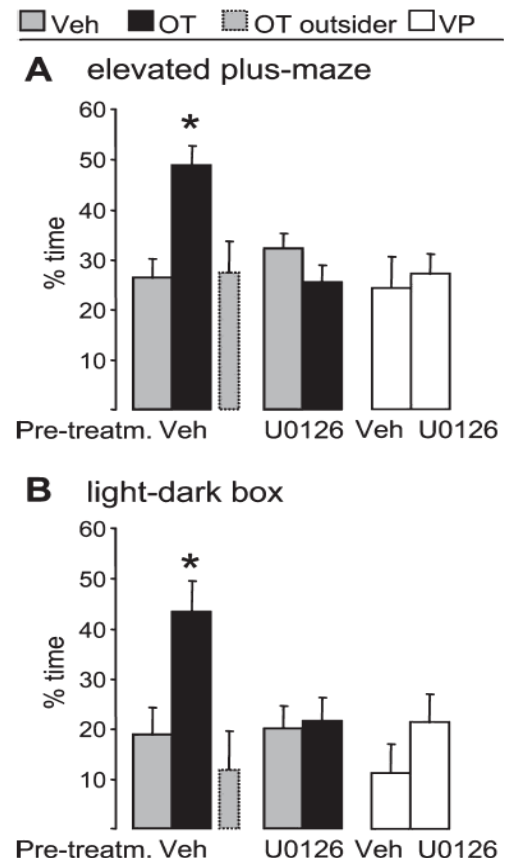 Veh OT OT outsider VP
A elevated plus-maze
60
*
50
40
30
20
10
% time
Pre-treatm. Veh U0126 Veh U0126
B light-dark box
60
*
50
40
30
20
10
% time
Pre-treatm. Veh U0126 Veh U0126